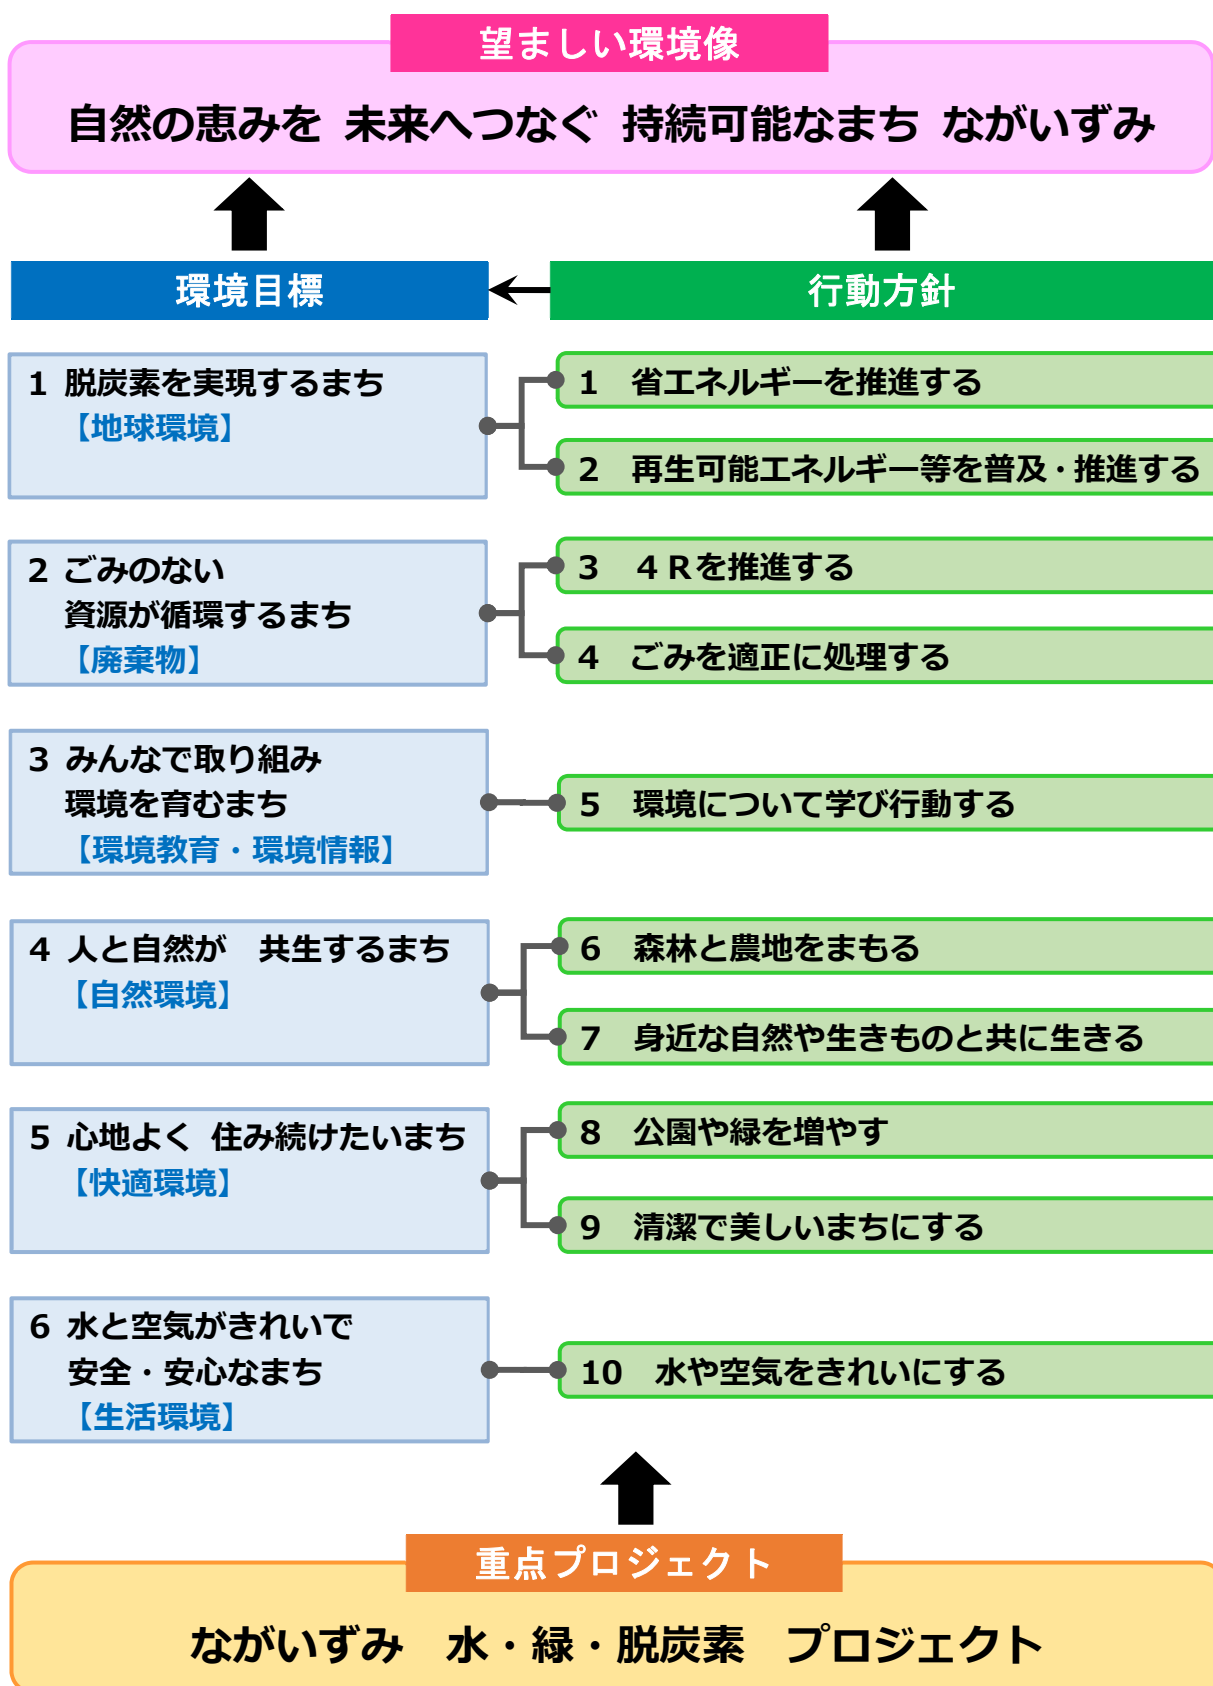 望ましい環境像
自然の恵みを 未来へつなぐ 持続可能なまち ながいずみ
環境目標
行動方針
1 脱炭素を実現するまち
【地球環境】
1 省エネルギーを推進する
2 再生可能エネルギー等を普及・推進する
2 ごみのない
資源が循環するまち
【廃棄物】
3 ４Ｒを推進する
4 ごみを適正に処理する
3 みんなで取り組み
環境を育むまち
【環境教育・環境情報】
5 環境について学び行動する
4 人と自然が　共生するまち
【自然環境】
6 森林と農地をまもる
7 身近な自然や生きものと共に生きる
5 心地よく 住み続けたいまち
【快適環境】
8 公園や緑を増やす
9 清潔で美しいまちにする
6 水と空気がきれいで
安全・安心なまち
【生活環境】
10 水や空気をきれいにする
重点プロジェクト
ながいずみ　水・緑・脱炭素　プロジェクト